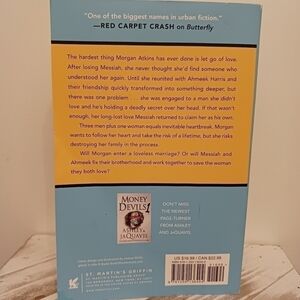 "One of the biggest names in urban fiction."
—RED CARPET CRASH on Butterfly
The hardest thing Morgan Atkins has ever done is let go of love.
After losing Messiah, she never thought she'd find someone who
understood her again. Until she reunited with Ahmeek Harris and
their friendship quickly transformed into something deeper, but
there was one problem . . . she was engaged to a man she didn't
love and he's holding a deadly secret over her head. If that wasn't
enough, her long-lost love Messiah returned to claim her as his own.
Three men plus one woman equals inevitable heartbreak. Morgan
wants to follow her heart and take the risk of a lifetime, but she risks
destroying her family in the process.
Will Morgan enter a loveless marriage? Or will Messiah and
Ahmeek fix their brotherhood and work together to save the woman
they both love?
MONEY
DEVILS 1
ASHLEY &
JAQUAVIS
DON'T MISS
THE NEWEST
PAGE-TURNER
FROM ASHLEY
AND JAQUAVIS.
US $16.99 / CAN $22.99
ST. MARTIN'S GRIFFIN